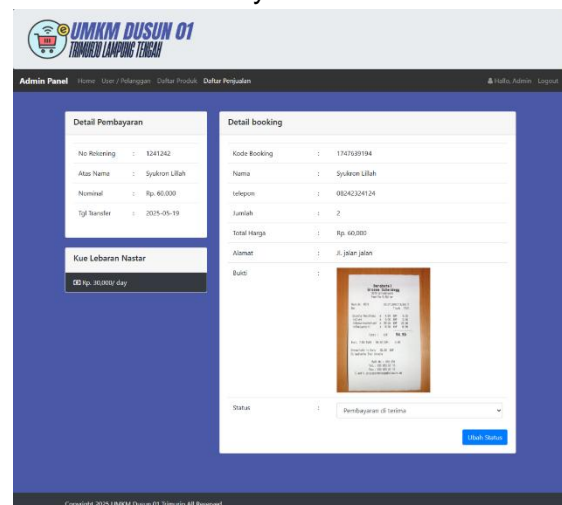 UMKM DUSUN 01
TRIMURJO LAMPUNG TENGAH
Admin Panel Home User / Pelanggan Daftar Produk Daftar Penjualan Hallo, Admin Logout
Detail Pembayaran
No Rekening : 1241242
Atas Nama : Syukron Lillah
Nominal : Rp. 60.000
Tgl Transfer : 2025-05-19
Kue Lebaran Nastar
Rp. 30,000/ day
Detail booking
Kode Booking : 1747639194
Nama : Syukron Lillah
telepon : 08242324124
Jumlah : 2
Total Harga : Rp. 60,000
Alamat : Jl. jalan jalan
Bukti :
Status : Pembayaran di terima
Ubah Status
Copyright 2025 UMKM Dusun 01 Trimurjo All Reserved